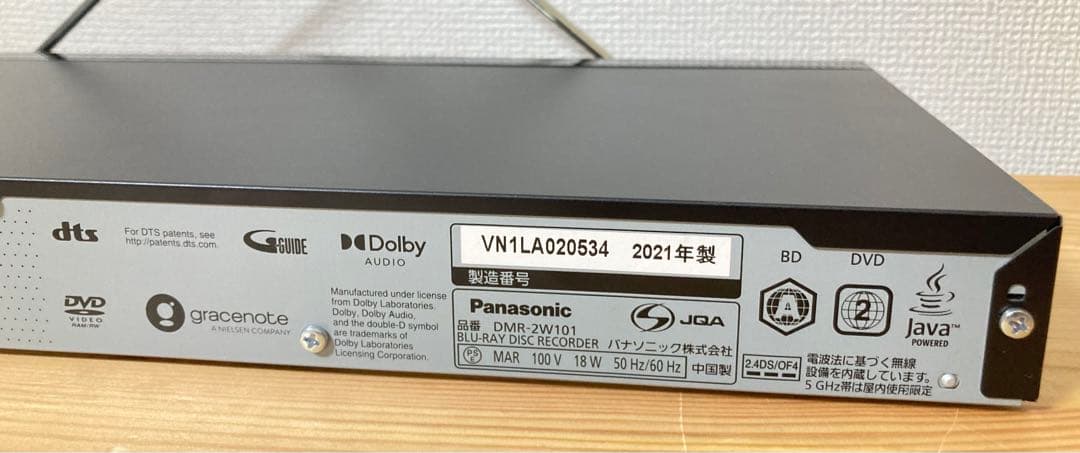 dts
For DTS patents, see
http://patents.dts.com.
G-GUIDE
Dolby
AUDIO
DVD
VIDEO
RAM/RW
gracenote
A NIELSEN COMPANY
Manufactured under license
from Dolby Laboratories.
Dolby, Dolby Audio,
and the double-D symbol
are trademarks of
Dolby Laboratories
Licensing Corporation.
VN1LA020534 2021年製
製造番号
Panasonic
品番 DMR-2W101
BLU-RAY DISC RECORDER パナソニック株式会社
JQA
PSE MAR 100 V 18 W 50 Hz/60 Hz 中国製
BD
A
DVD
2
Java™
POWERED
2.4DS/OF4
電波法に基づく無線
設備を内蔵しています。
5 GHz帯は屋内使用限定